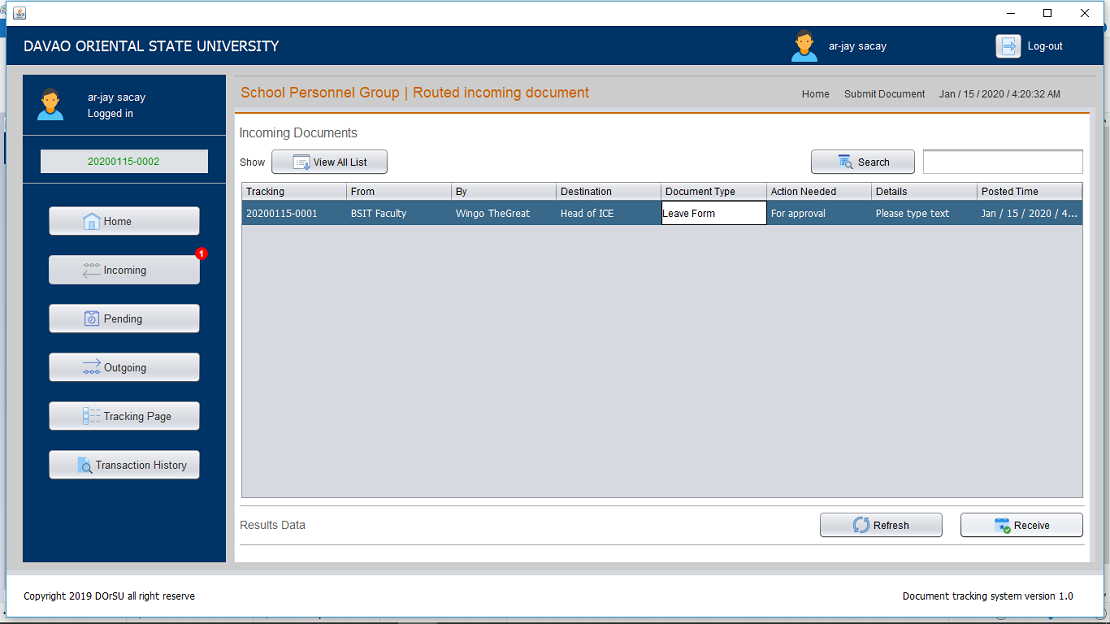 DAVAO ORIENTAL STATE UNIVERSITY
ar-jay sacay
Log-out
ar-jay sacay
Logged in
20200115-0002
Home
Incoming
1
Pending
Outgoing
Tracking Page
Transaction History
School Personnel Group | Routed incoming document
Home Submit Document Jan / 15 / 2020 / 4:20:32 AM
Incoming Documents
Show View All List Search
Tracking From By Destination Document Type Action Needed Details Posted Time
20200115-0001 BSIT Faculty Wingo TheGreat Head of ICE Leave Form For approval Please type text Jan / 15 / 2020 / 4...
Results Data Refresh Receive
Copyright 2019 DOrSU all right reserve
Document tracking system version 1.0